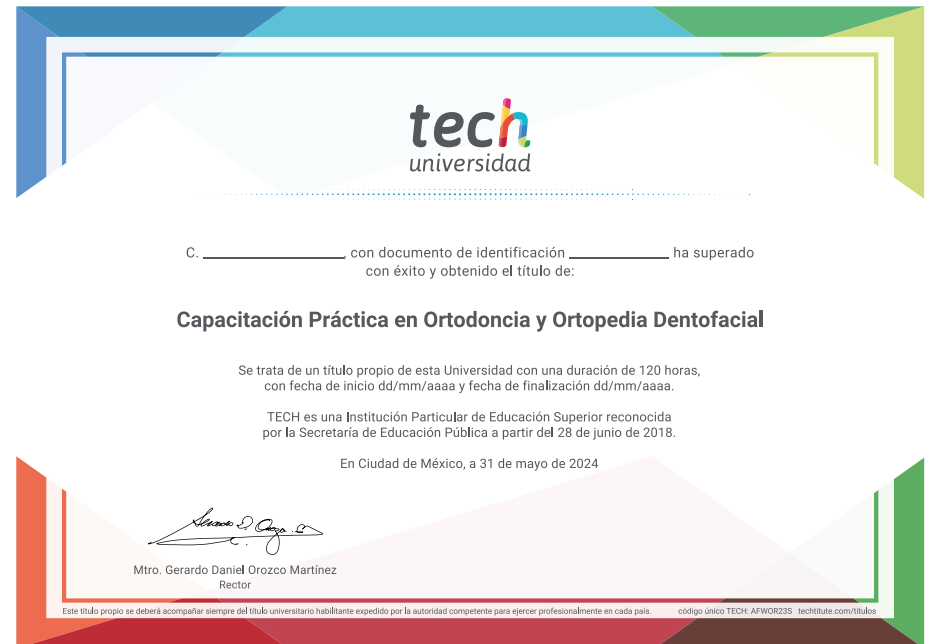 tech
universidad
C. ____________________, con documento de identificación ______________ ha superado
con éxito y obtenido el título de:
Capacitación Práctica en Ortodoncia y Ortopedia Dentofacial
Se trata de un título propio de esta Universidad con una duración de 120 horas,
con fecha de inicio dd/mm/aaaa y fecha de finalización dd/mm/aaaa.
TECH es una Institución Particular de Educación Superior reconocida
por la Secretaría de Educación Pública a partir del 28 de junio de 2018.
En Ciudad de México, a 31 de mayo de 2024
Mtro. Gerardo Daniel Orozco Martínez
Rector
Este título propio se deberá acompañar siempre del título universitario habilitante expedido por la autoridad competente para ejercer profesionalmente en cada país. código único TECH: AFWOR23S techtitute.com/titulos